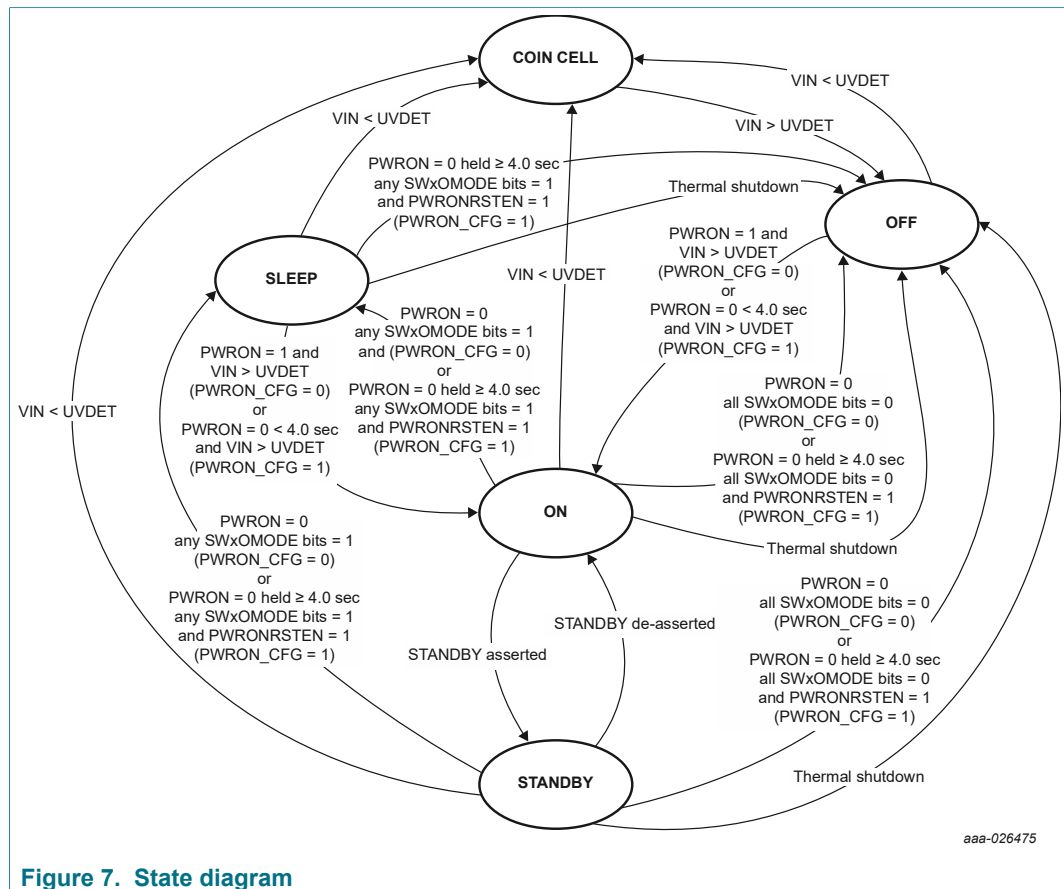 COIN CELL
VIN < UVDET
VIN < UVDET
VIN > UVDET
PWRON = 0 held ≥ 4.0 sec
any SWxOMODE bits = 1
and PWRONRSTEN = 1
(PWRON_CFG = 1)
Thermal shutdown
OFF
SLEEP
VIN < UVDET
PWRON = 1 and
VIN > UVDET
(PWRON_CFG = 0)
or
PWRON = 0 < 4.0 sec
and VIN > UVDET
(PWRON_CFG = 1)
PWRON = 0
any SWxOMODE bits = 1
and (PWRON_CFG = 0)
or
PWRON = 0 held ≥ 4.0 sec
any SWxOMODE bits = 1
and PWRONRSTEN = 1
(PWRON_CFG = 1)
PWRON = 1 and
VIN > UVDET
(PWRON_CFG = 0)
or
PWRON = 0 < 4.0 sec
and VIN > UVDET
(PWRON_CFG = 1)
VIN < UVDET
PWRON = 0
all SWxOMODE bits = 0
(PWRON_CFG = 0)
or
PWRON = 0 held ≥ 4.0 sec
all SWxOMODE bits = 0
and PWRONRSTEN = 1
(PWRON_CFG = 1)
ON
Thermal shutdown
PWRON = 0
any SWxOMODE bits = 1
(PWRON_CFG = 0)
or
PWRON = 0 held ≥ 4.0 sec
any SWxOMODE bits = 1
and PWRONRSTEN = 1
(PWRON_CFG = 1)
STANDBY asserted
STANDBY de-asserted
PWRON = 0
all SWxOMODE bits = 0
(PWRON_CFG = 0)
or
PWRON = 0 held ≥ 4.0 sec
all SWxOMODE bits = 0
and PWRONRSTEN = 1
(PWRON_CFG = 1)
STANDBY
Thermal shutdown
aaa-026475
Figure 7. State diagram